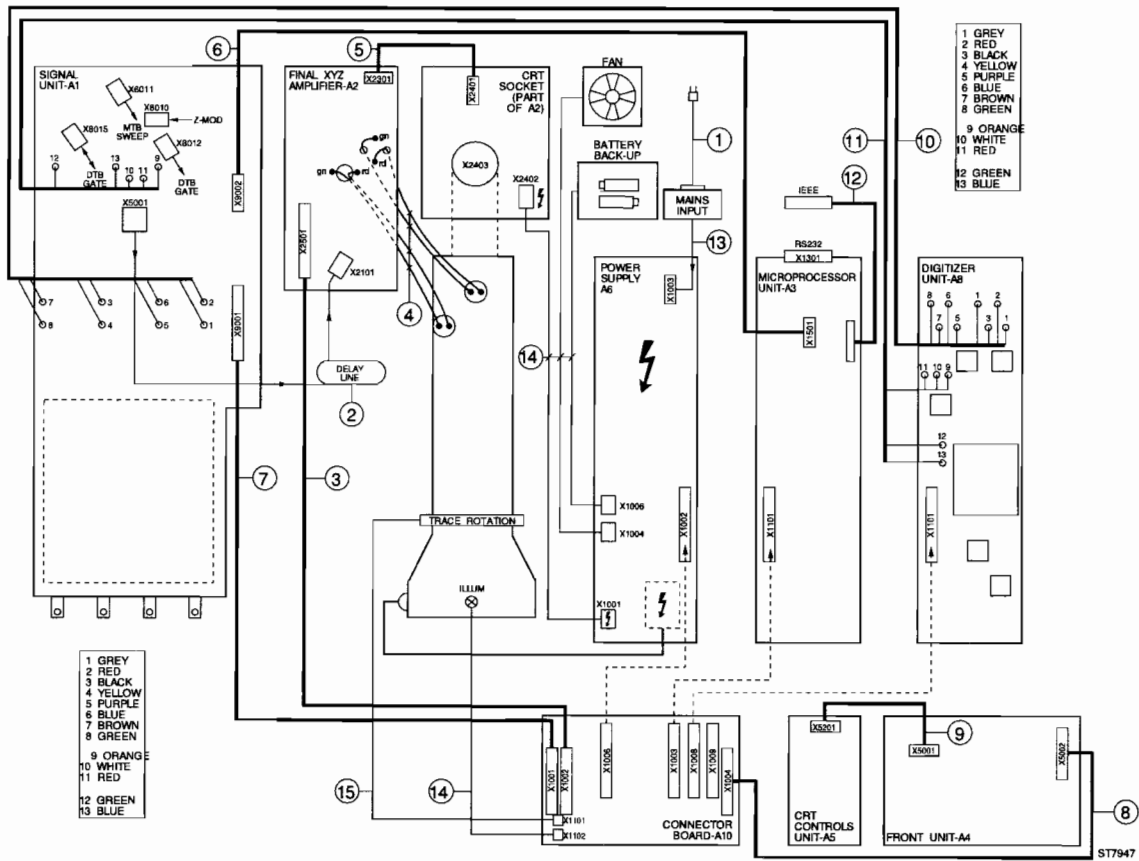 SIGNAL
UNIT-A1
X6011
X8010
Z-MOD
MTB
SWEEP
X8015
X8012
DTB
GATE
DTB
GATE
12
13
10
11
9
X5001
7
3
6
2
8
4
5
1
6
X9002
X9001
7
FINAL XYZ
AMPLIFIER-A2
X2301
5
gn
rd
gn
rd
X2501
X2101
4
DELAY
LINE
2
3
CRT
SOCKET
(PART
OF A2)
X2401
X2403
X2402
TRACE ROTATION
ILLUM
FAN
BATTERY
BACK-UP
1
MAINS
INPUT
13
14
POWER
SUPPLY
A6
X1003
X1006
X1004
X1002
X1001
IEEE
12
RS232
X1301
MICROPROCESSOR
UNIT-A3
X1501
X1101
11
10
1 GREY
2 RED
3 BLACK
4 YELLOW
5 PURPLE
6 BLUE
7 BROWN
8 GREEN
9 ORANGE
10 WHITE
11 RED
12 GREEN
13 BLUE
DIGITIZER
UNIT-A8
8
6
1
2
7
5
3
1
11
10
9
12
13
X1101
1 GREY
2 RED
3 BLACK
4 YELLOW
5 PURPLE
6 BLUE
7 BROWN
8 GREEN
9 ORANGE
10 WHITE
11 RED
12 GREEN
13 BLUE
15
14
X1001
X1002
X1101
X1102
X1006
X1003
X1008
X1009
X1004
CONNECTOR
BOARD-A10
X5201
CRT
CONTROLS
UNIT-A5
9
X5001
X5002
FRONT UNIT-A4
8
ST7947